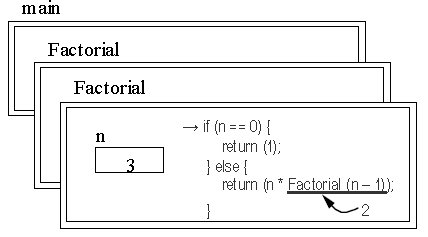 main
Factorial
Factorial
n
3
→ if (n == 0) {
return (1);
} else {
return (n * Factorial (n – 1));
}
2